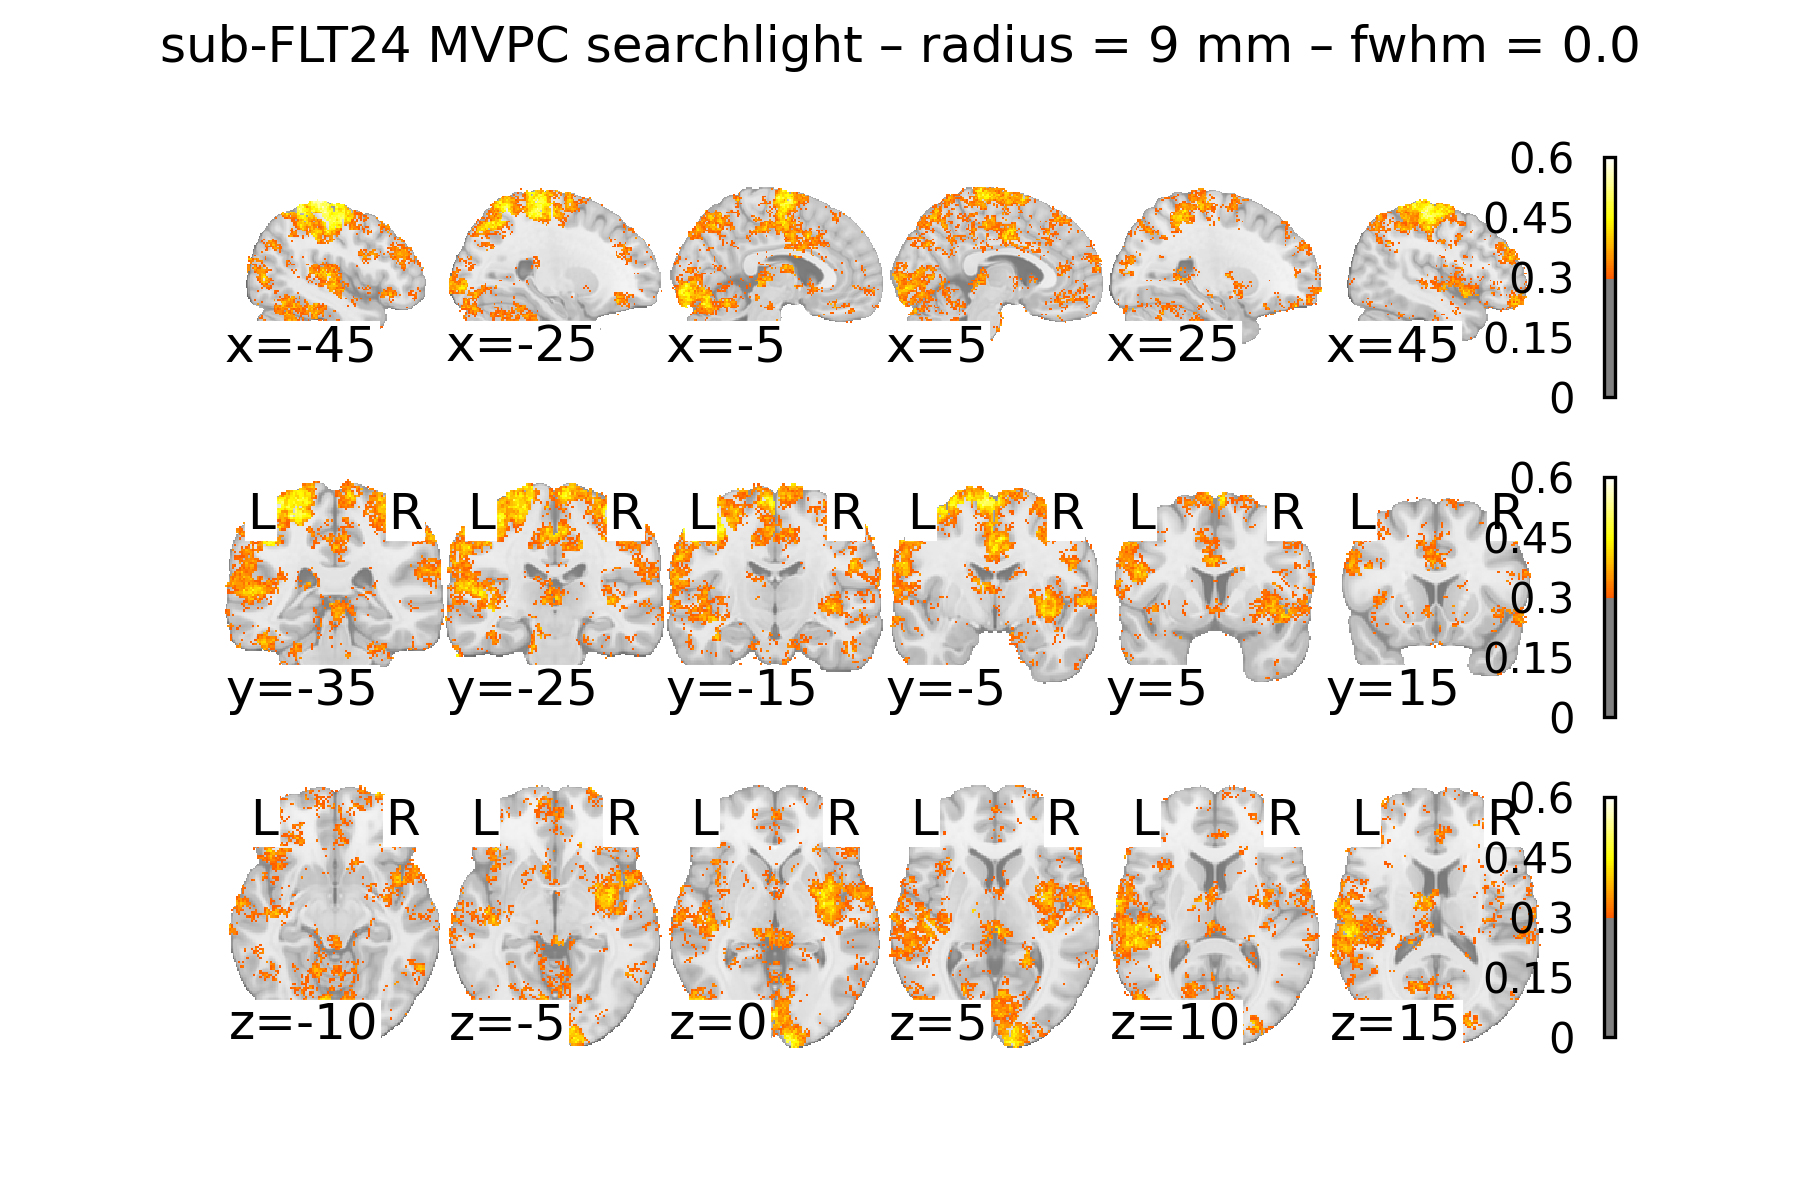 sub-FLT24 MVPC searchlight – radius = 9 mm – fwhm = 0.0
0.6
0.45
0.3
0.15
0
x=-45 x=-25 x=-5 x=5 x=25 x=45
0.6
L R L R L R L R L R L R
0.45
0.3
0.15
0
y=-35 y=-25 y=-15 y=-5 y=5 y=15
0.6
L R L R L R L R L R L R
0.45
0.3
0.15
0
z=-10 z=-5 z=0 z=5 z=10 z=15